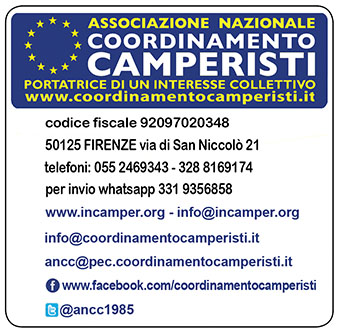 ASSOCIAZIONE NAZIONALE
COORDINAMENTO
CAMPERISTI
PORTATRICE DI UN INTERESSE COLLETTIVO
www.coordinamentocamperisti.it
codice fiscale 92097020348
50125 FIRENZE via di San Niccolò 21
telefoni: 055 2469343 - 328 8169174
per invio whatsapp 331 9356858
www.incamper.org - info@incamper.org
info@coordinamentocamperisti.it
ancc@pec.coordinamentocamperisti.it
www.facebook.com/coordinamentocamperisti
@ancc1985